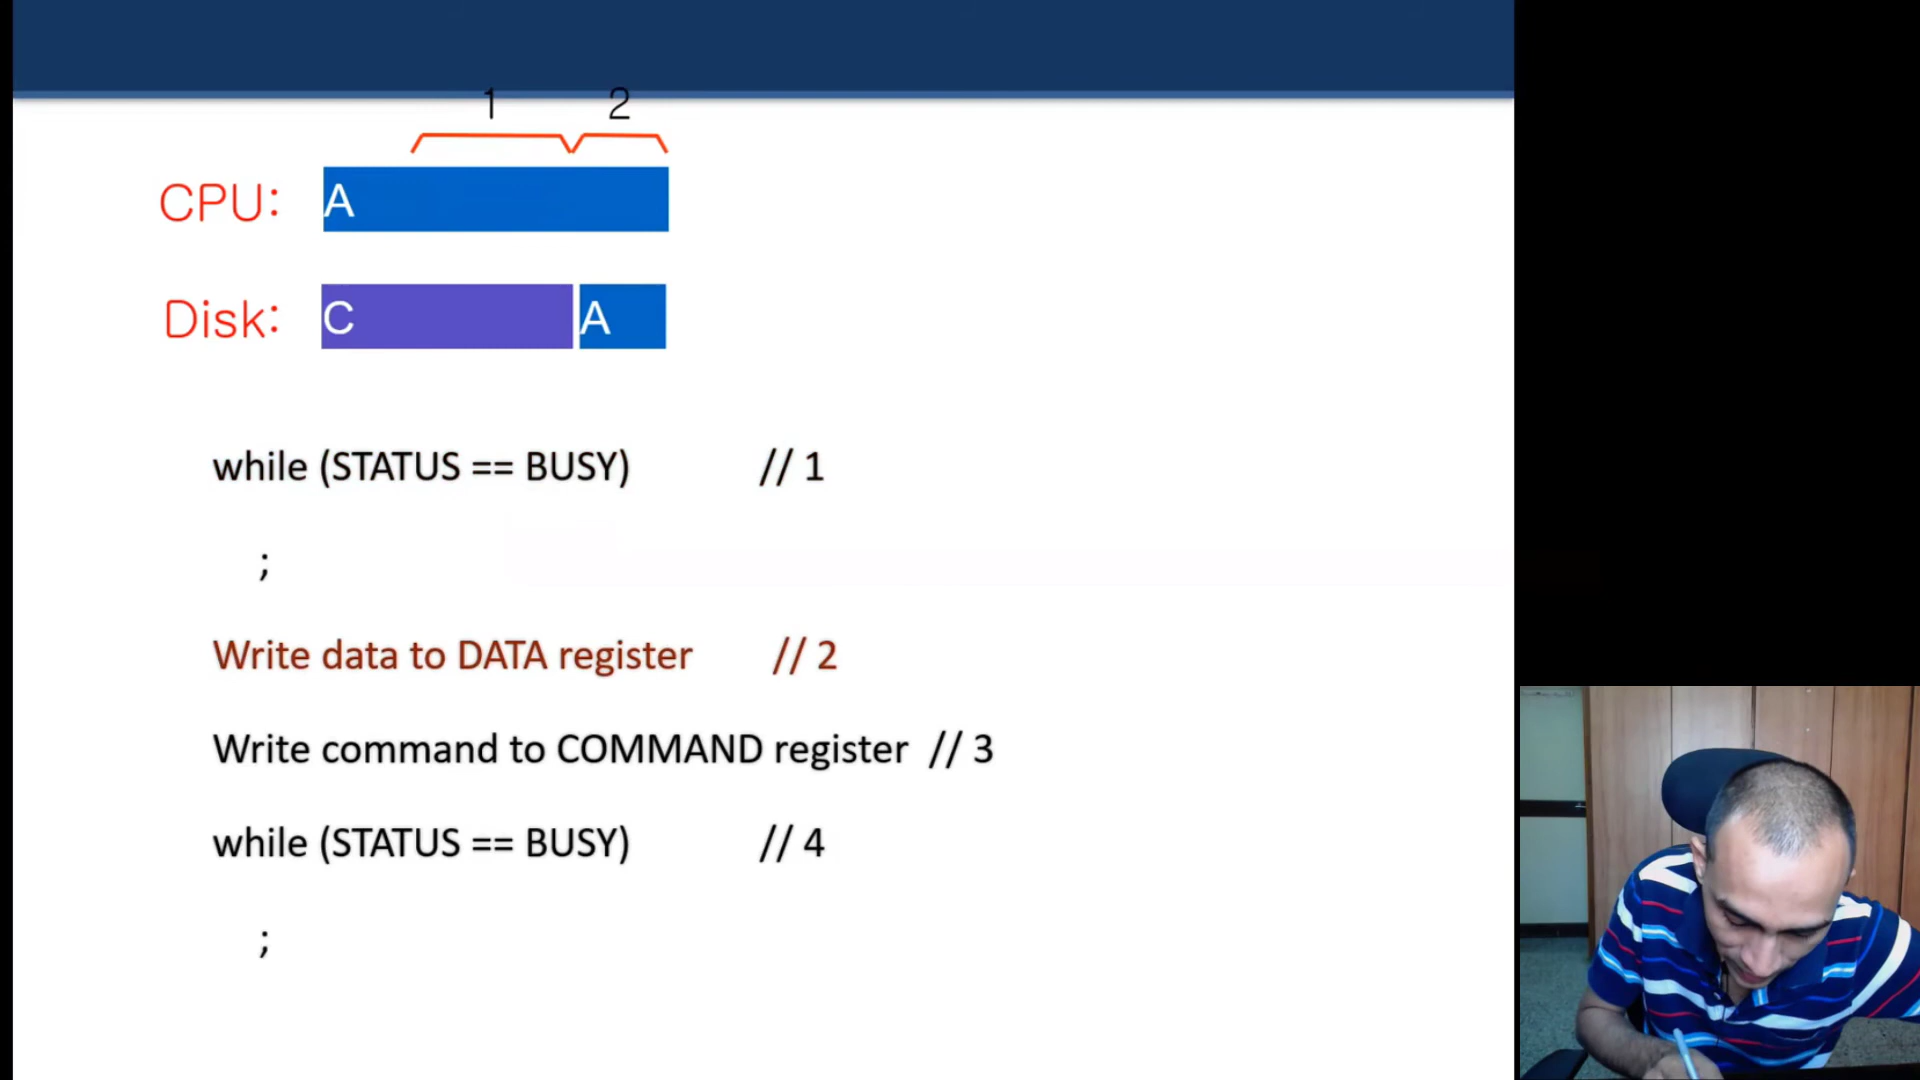 1 2
CPU: A
Disk: C A
while (STATUS == BUSY) // 1
;
Write data to DATA register // 2
Write command to COMMAND register // 3
while (STATUS == BUSY) // 4
;